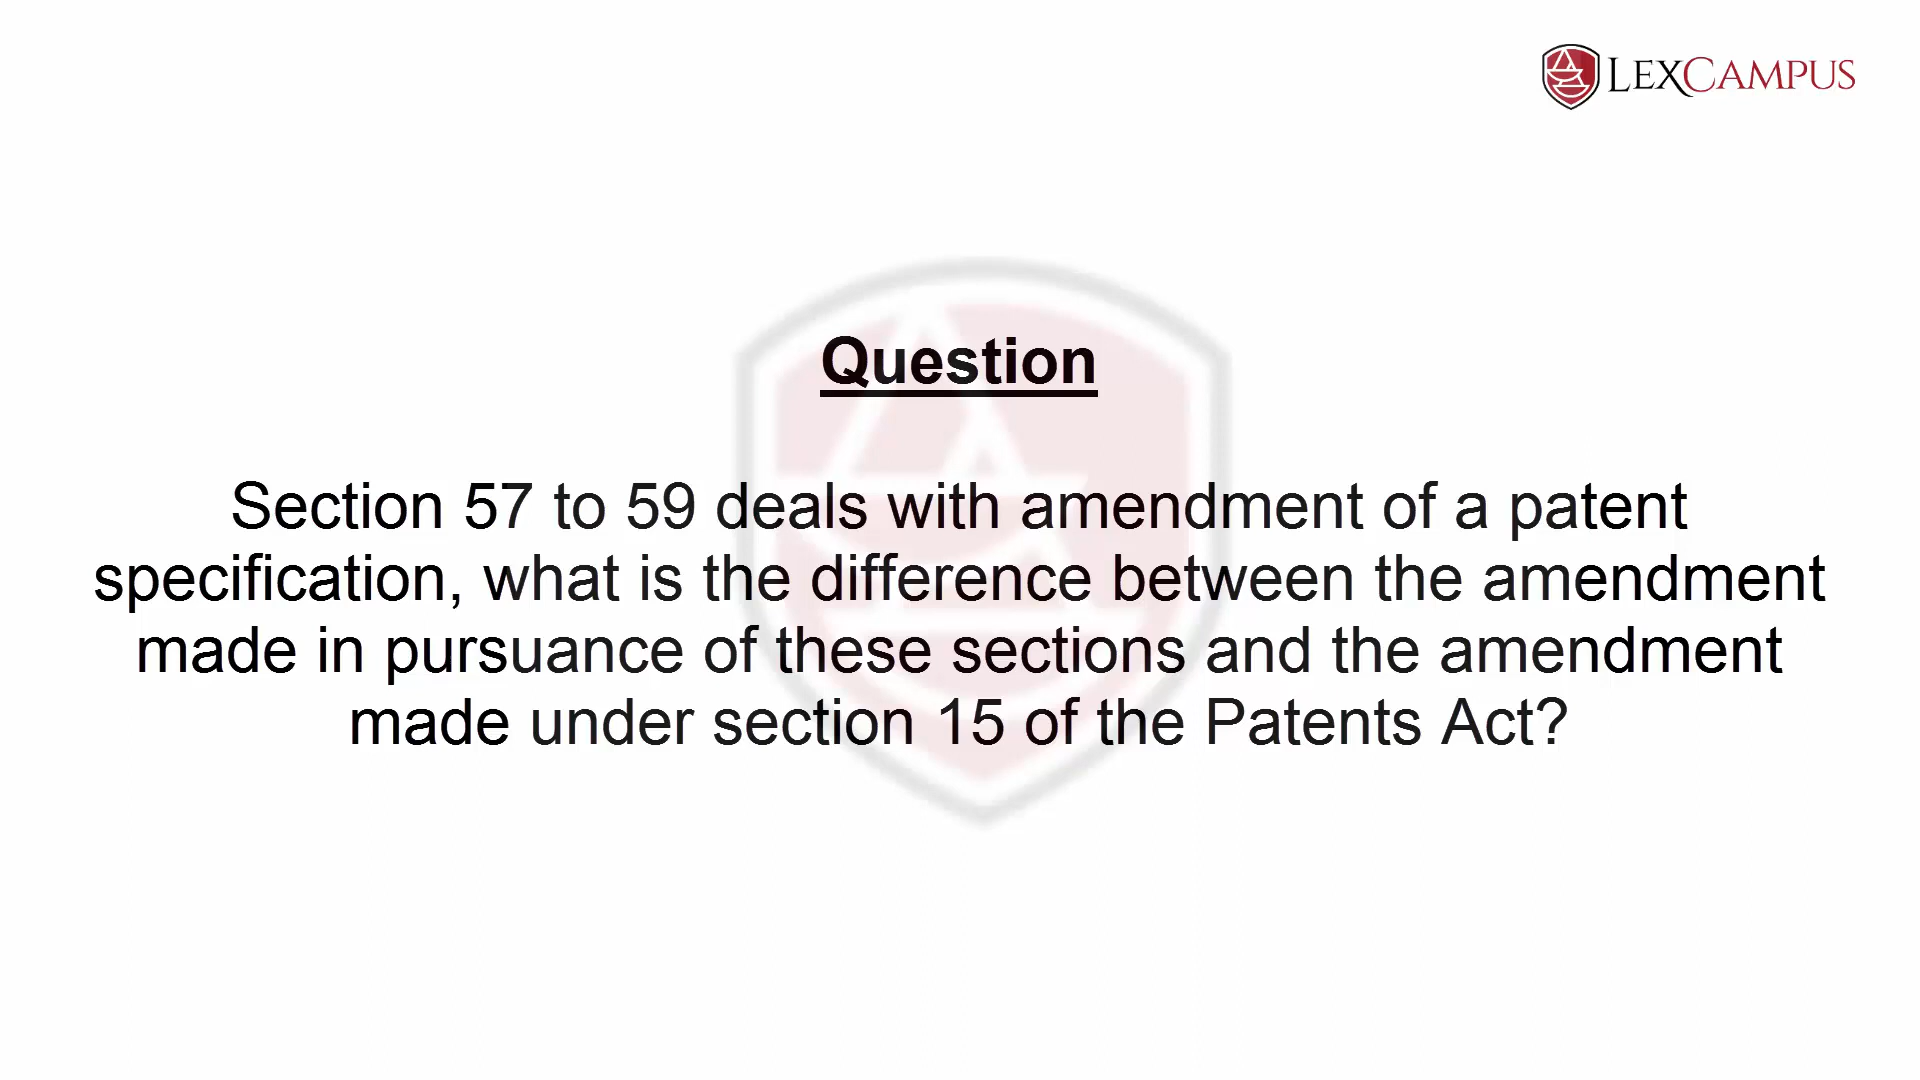 LEXCAMPUS
Question
Section 57 to 59 deals with amendment of a patent
specification, what is the difference between the amendment
made in pursuance of these sections and the amendment
made under section 15 of the Patents Act?